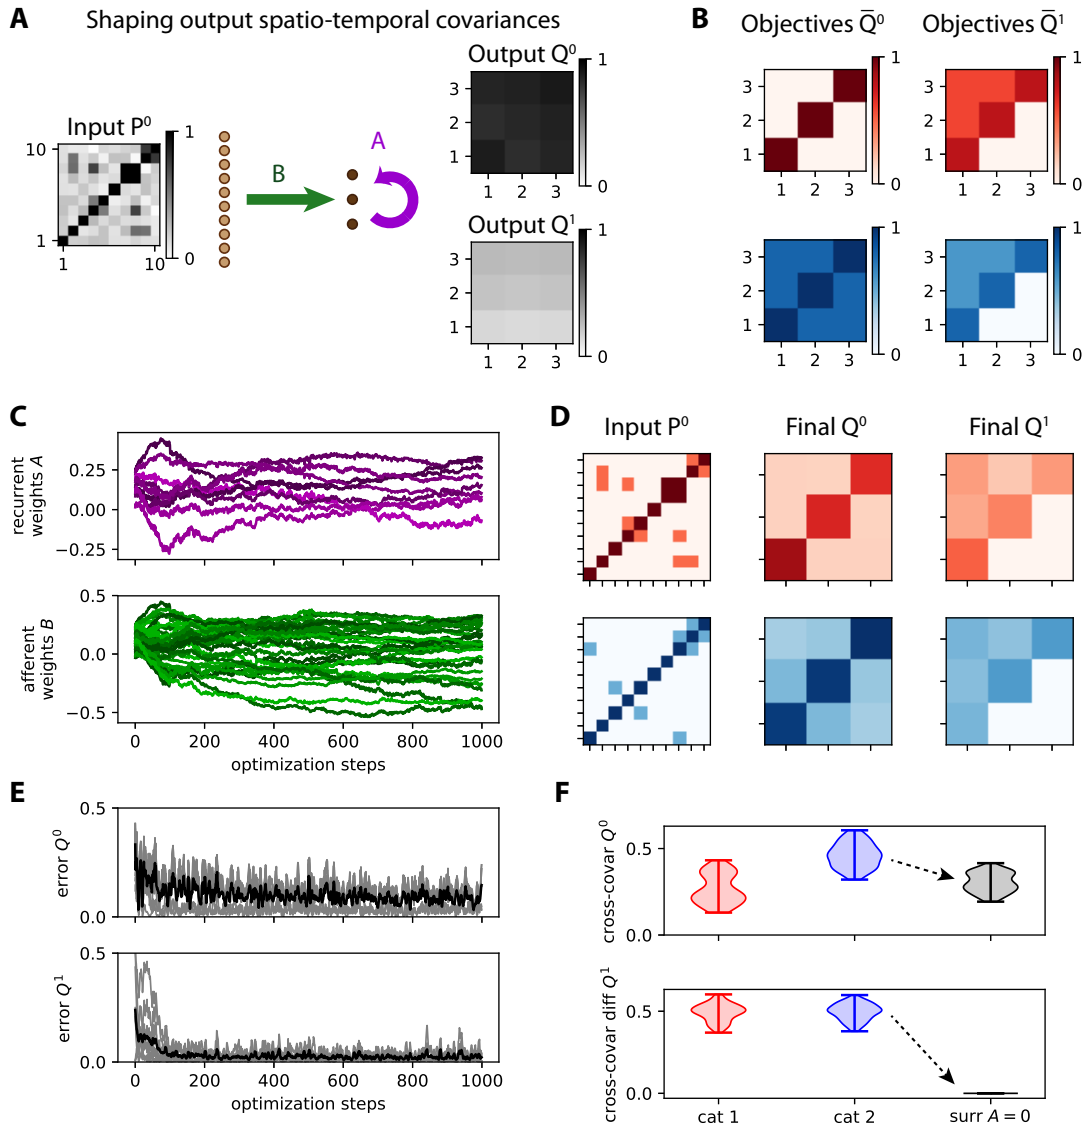 A
Shaping output spatio-temporal covariances
Input P0
10
1
1
10
1
0
B
A
Output Q0
3
2
1
1
2
3
1
0
Output Q1
3
2
1
1
2
3
1
0
B
Objectives Q̅0
Objectives Q̅1
3
2
1
1
0
1
0
3
2
1
1
2
3
1
0
1
2
3
1
0
C
recurrent
weights A
0.25
0.00
−0.25
afferent
weights B
0.5
0.0
−0.5
0
200
400
600
800
1000
optimization steps
D
Input P0
Final Q0
Final Q1
E
error Q0
0.5
0.0
0
200
400
600
800
1000
error Q1
0.5
0.0
0
200
400
600
800
1000
optimization steps
F
cross-covar Q0
0.5
0.0
cross-covar diff Q1
0.5
0.0
cat 1
cat 2
surr A = 0